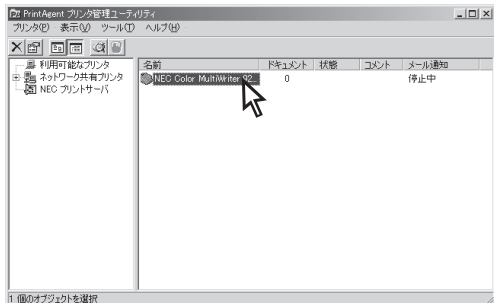 PrintAgent プリンタ管理ユーティリティ
プリンタ(P) 表示(V) ツール(T) ヘルプ(H)
利用可能なプリンタ
ネットワーク共有プリンタ
NEC プリントサーバ
名前 ドキュメント 状態 コメント メール通知
NEC Color MultiWriter 92... 0 停止中
1 個のオブジェクトを選択